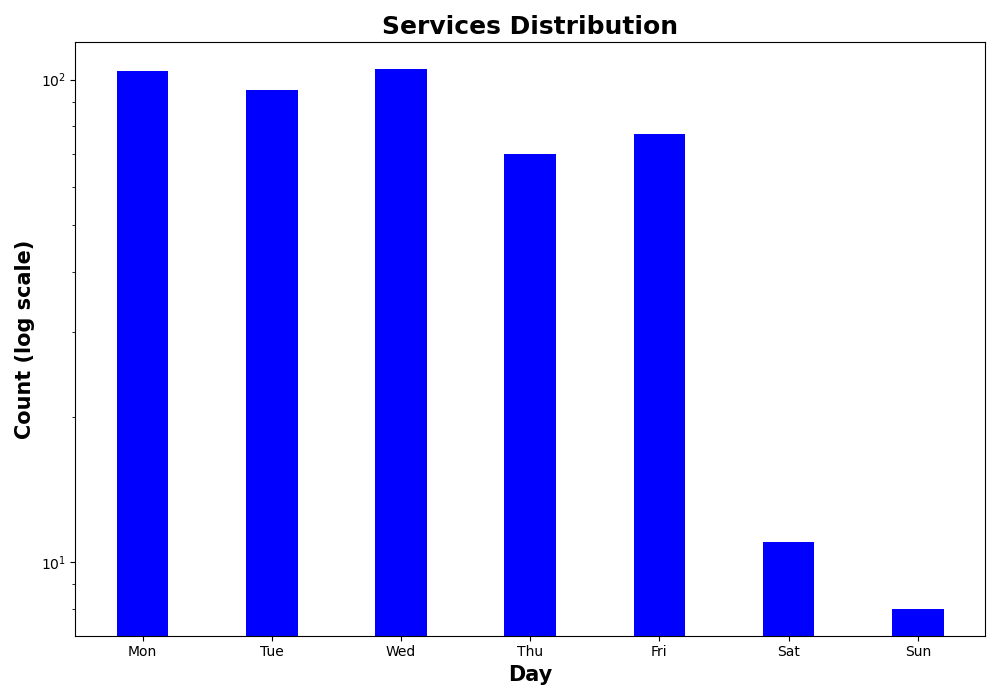 Services Distribution
Count (log scale)
10²
10¹
Mon Tue Wed Thu Fri Sat Sun
Day